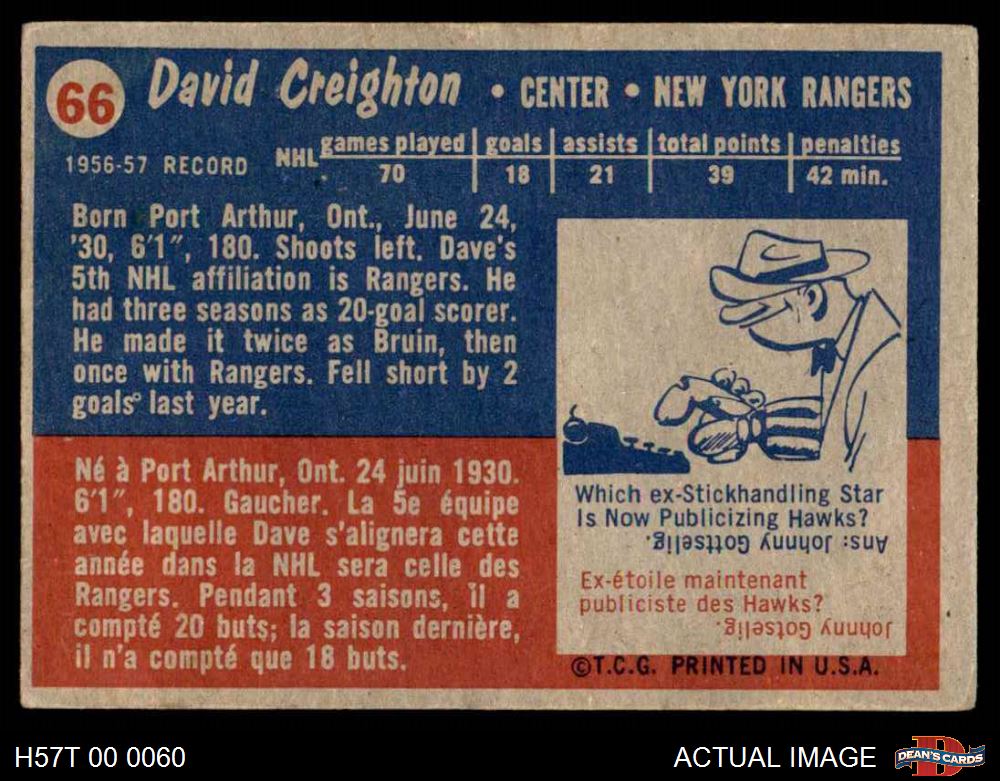 66
David Creighton • CENTER • NEW YORK RANGERS
1956-57 RECORD
games played goals assists total points penalties
NHL 70 18 21 39 42 min.
Born Port Arthur, Ont., June 24,
'30, 6'1", 180. Shoots left. Dave's
5th NHL affiliation is Rangers. He
had three seasons as 20-goal scorer.
He made it twice as Bruin, then
once with Rangers. Fell short by 2
goals last year.
Né à Port Arthur, Ont. 24 juin 1930.
6'1", 180. Gaucher. La 5e équipe
avec laquelle Dave s'alignera cette
année dans la NHL sera celle des
Rangers. Pendant 3 saisons, il a
compté 20 buts; la saison dernière,
il n'a compté que 18 buts.
Which ex-Stickhandling Star
Is Now Publicizing Hawks?
Ans: Johnny Gottselig.
Ex-étoile maintenant
publiciste des Hawks?
Johnny Gotselig.
©T.C.G. PRINTED IN U.S.A.
H57T 00 0060
ACTUAL IMAGE
D
DEAN'S CARDS